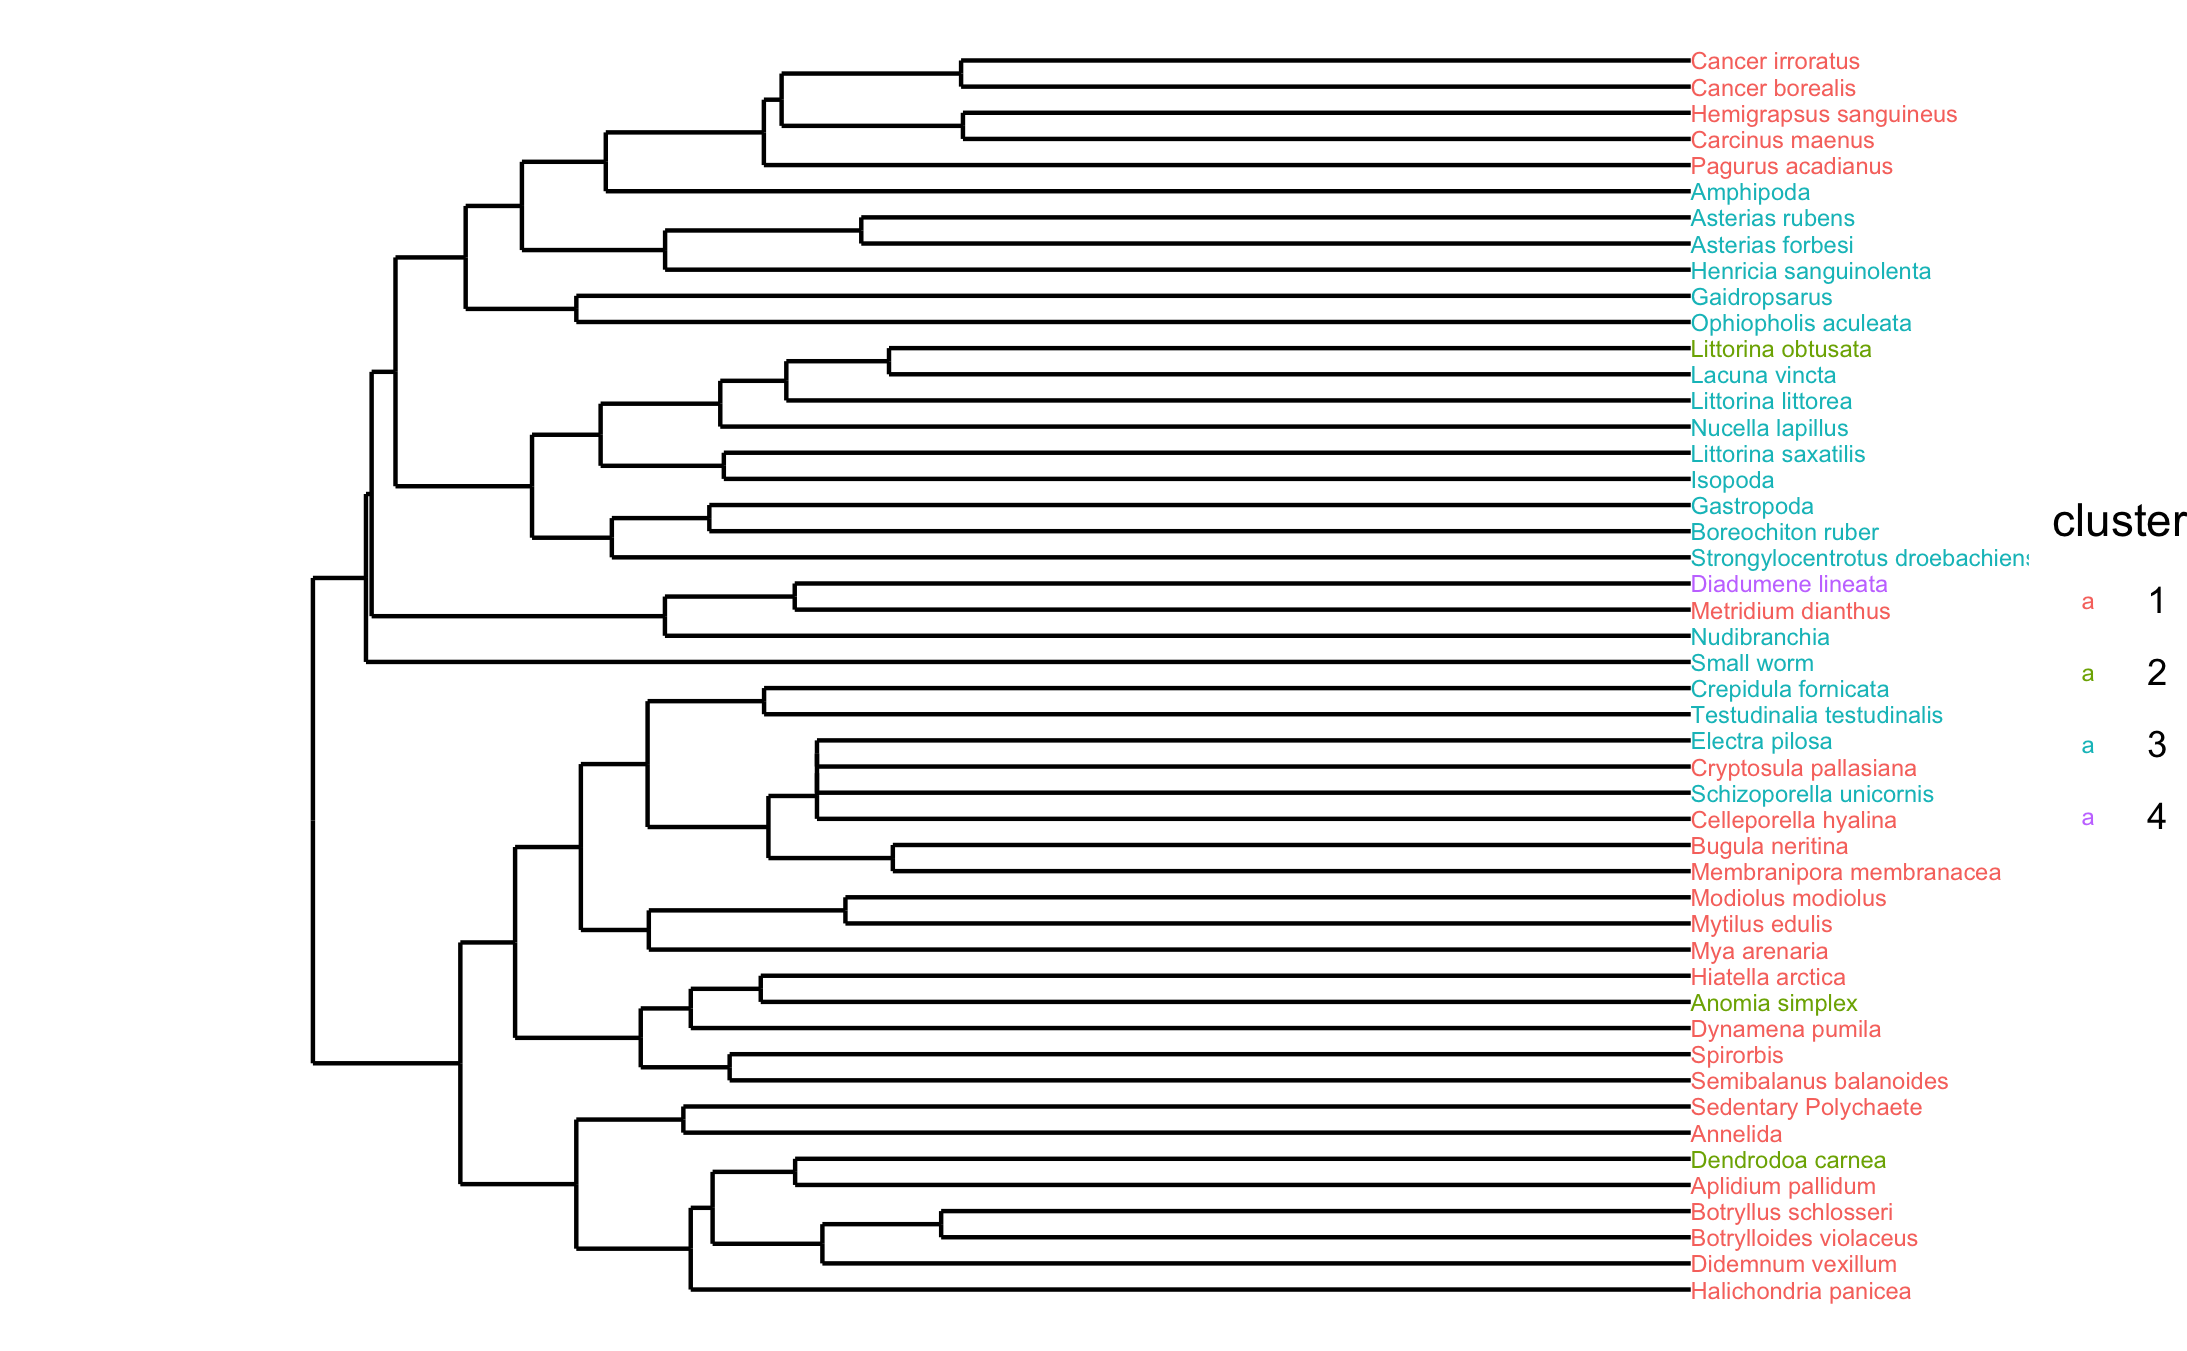 Cancer irroratus
Cancer borealis
Hemigrapsus sanguineus
Carcinus maenus
Pagurus acadianus
Amphipoda
Asterias rubens
Asterias forbesi
Henricia sanguinolenta
Gaidropsarus
Ophiopholis aculeata
Littorina obtusata
Lacuna vincta
Littorina littorea
Nucella lapillus
Littorina saxatilis
Isopoda
Gastropoda
Boreochiton ruber
Strongylocentrotus droebachiens
Diadumene lineata
Metridium dianthus
Nudibranchia
Small worm
Crepidula fornicata
Testudinalia testudinalis
Electra pilosa
Cryptosula pallasiana
Schizoporella unicornis
Celleporella hyalina
Bugula neritina
Membranipora membranacea
Modiolus modiolus
Mytilus edulis
Mya arenaria
Hiatella arctica
Anomia simplex
Dynamena pumila
Spirorbis
Semibalanus balanoides
Sedentary Polychaete
Annelida
Dendrodoa carnea
Aplidium pallidum
Botryllus schlosseri
Botrylloides violaceus
Didemnum vexillum
Halichondria panicea
cluster
a 1
a 2
a 3
a 4